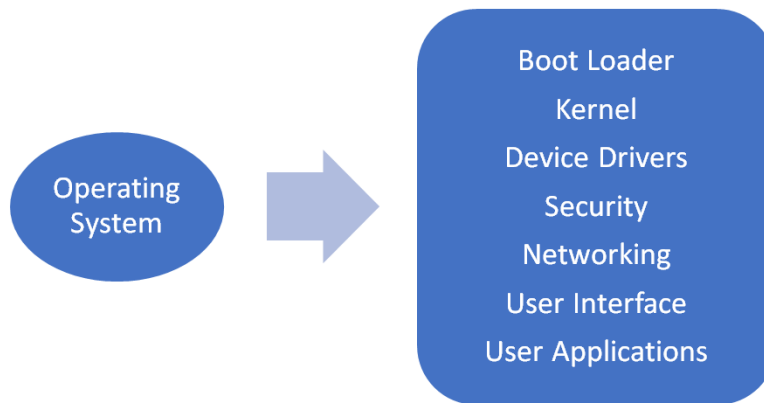 Operating
System
Boot Loader
Kernel
Device Drivers
Security
Networking
User Interface
User Applications